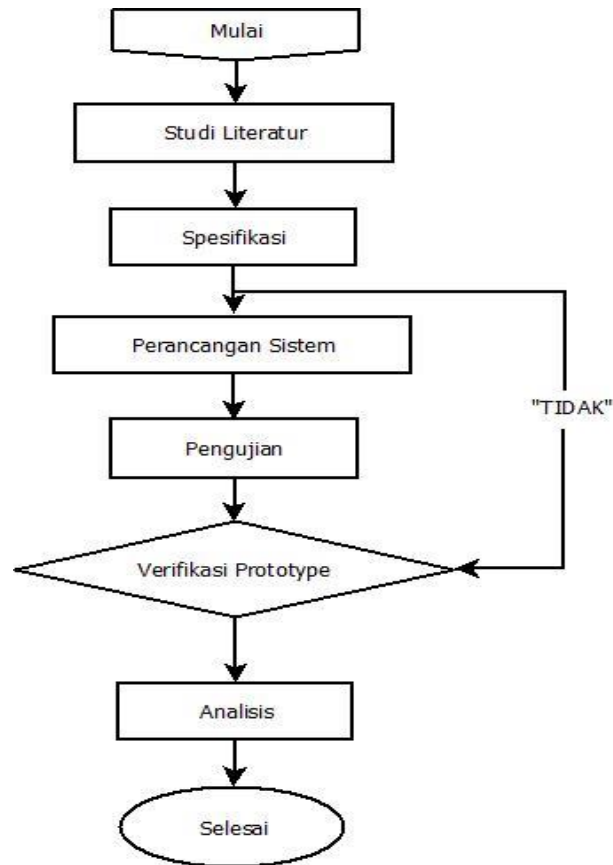 Mulai
Studi Literatur
Spesifikasi
Perancangan Sistem
"TIDAK"
Pengujian
Verifikasi Prototype
Analisis
Selesai